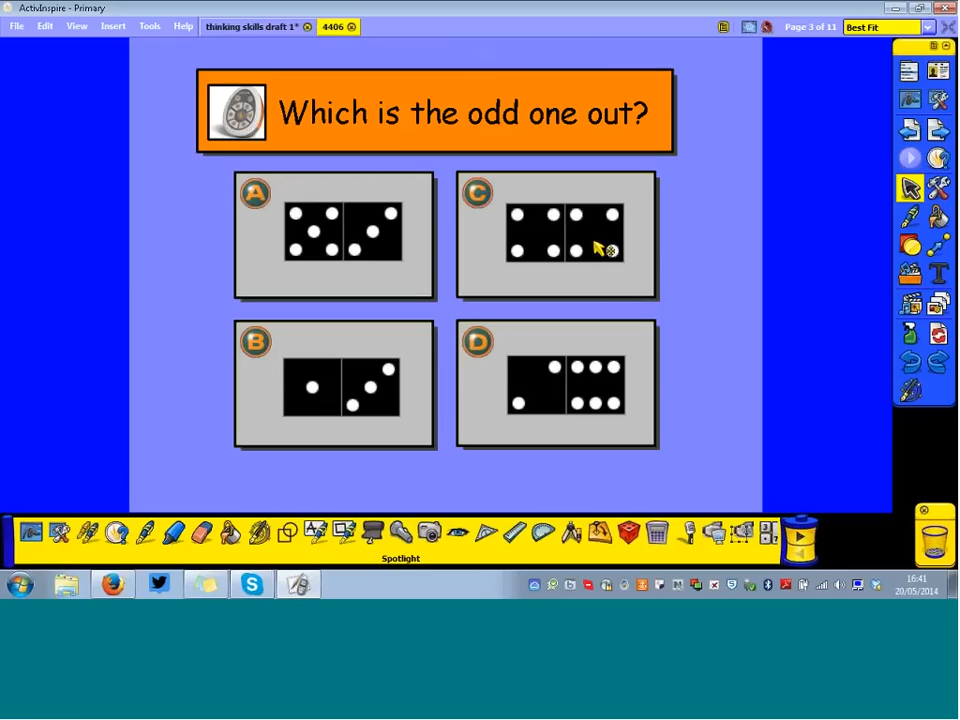 ActivInspire - Primary
File Edit View Insert Tools Help thinking skills draft 1* 4406 Page 3 of 11 Best Fit
Which is the odd one out?
A
C
B
D
Spotlight
16:41
20/05/2014